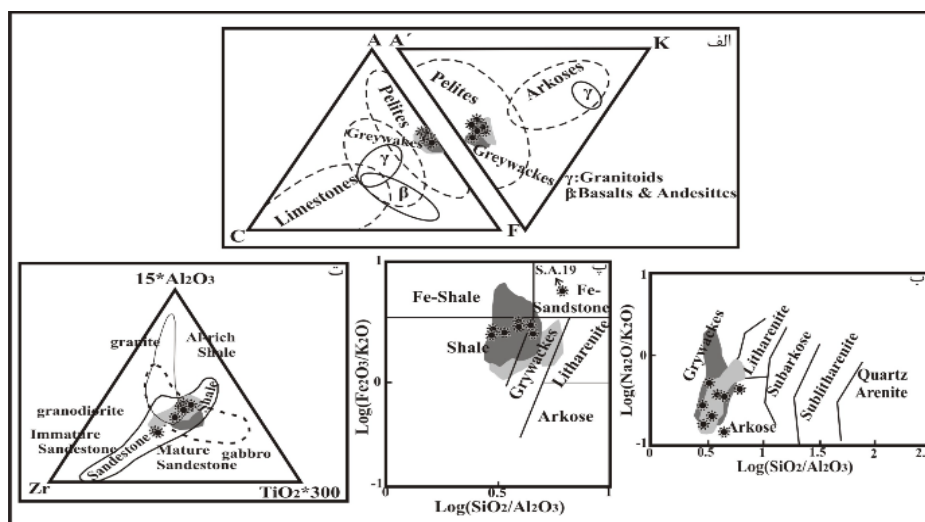 الف
A
A´
K
Pelites
Greywakes
γ
β
Limestones
C
Pelites
Arkoses
γ
Greywackes
γ:Granitoids
β:Basalts & Andesittes
F
ت
15*Al2O3
granite
Al-rich
Shale
granodiorite
Shale
Immature
Sandestone
Sandestone
Mature
Sandestone
gabbro
Zr
TiO2*300
پ
1
S.A.19
Fe-Shale
Fe-
Sandstone
Shale
Grywackes
Litharenite
0
Arkose
-1
0.5
1
Log(SiO2/Al2O3)
Log(Fe2O3/K2O)
ب
1
Grywackes
Litharenite
Subarkose
Sublitharenite
Quartz
Arenite
0
Arkose
-1
0
0.5
1
1.5
2
2.
Log(SiO2/Al2O3)
Log(Na2O/K2O)